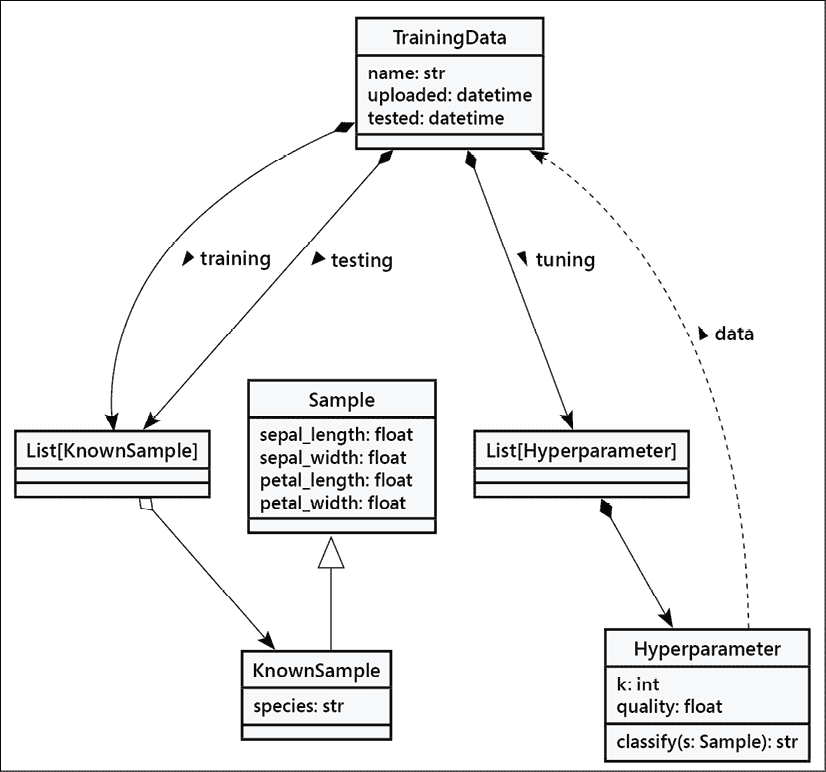 TrainingData
name: str
uploaded: datetime
tested: datetime
training
testing
tuning
data
Sample
sepal_length: float
sepal_width: float
petal_length: float
petal_width: float
List[KnownSample]
List[Hyperparameter]
KnownSample
species: str
Hyperparameter
k: int
quality: float
classify(s: Sample): str